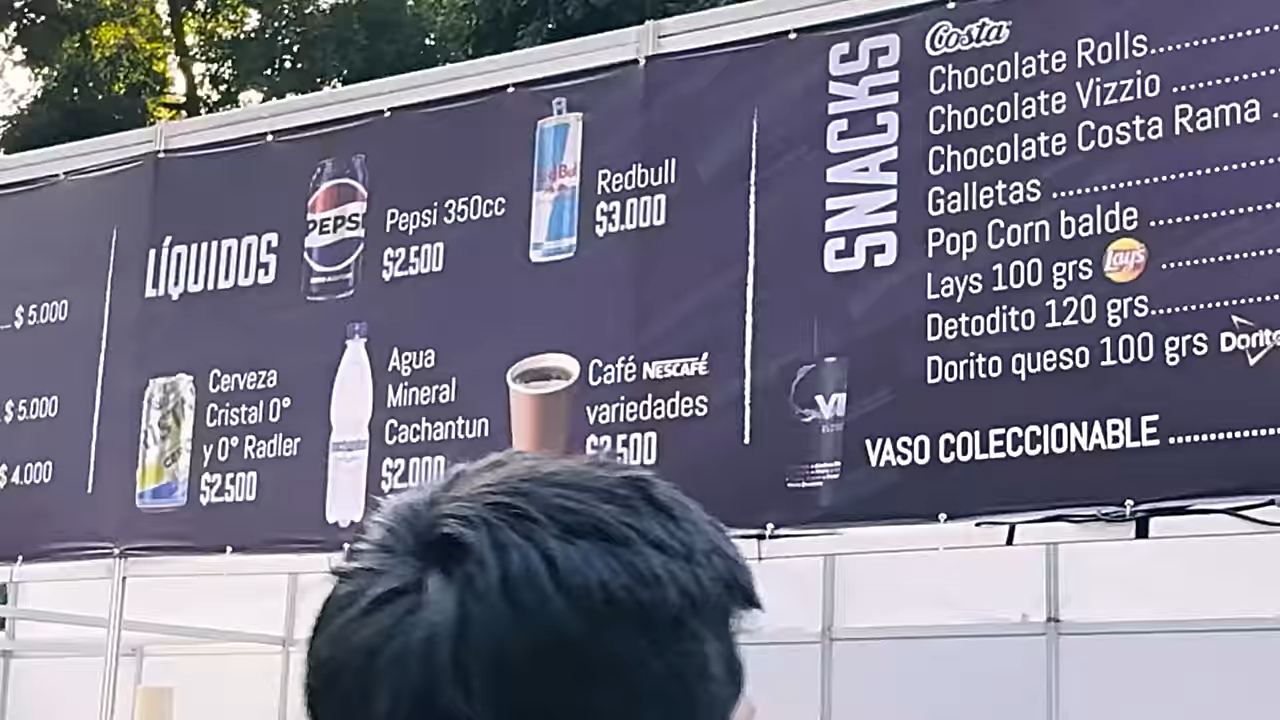 $ 5.000
$ 5.000
$ 4.000
LÍQUIDOS
PEPSI
Pepsi 350cc
$2.500
Redbull
$3.000
Cerveza
Cristal 0°
y 0° Radler
$2.500
Agua
Mineral
Cachantun
$2.000
Café NESCAFÉ
variedades
$2.500
SNACKS
Costa
Chocolate Rolls
Chocolate Vizzio
Chocolate Costa Rama
Galletas
Pop Corn balde
Lays 100 grs Lays
Detodito 120 grs
Dorito queso 100 grs
VASO COLECCIONABLE